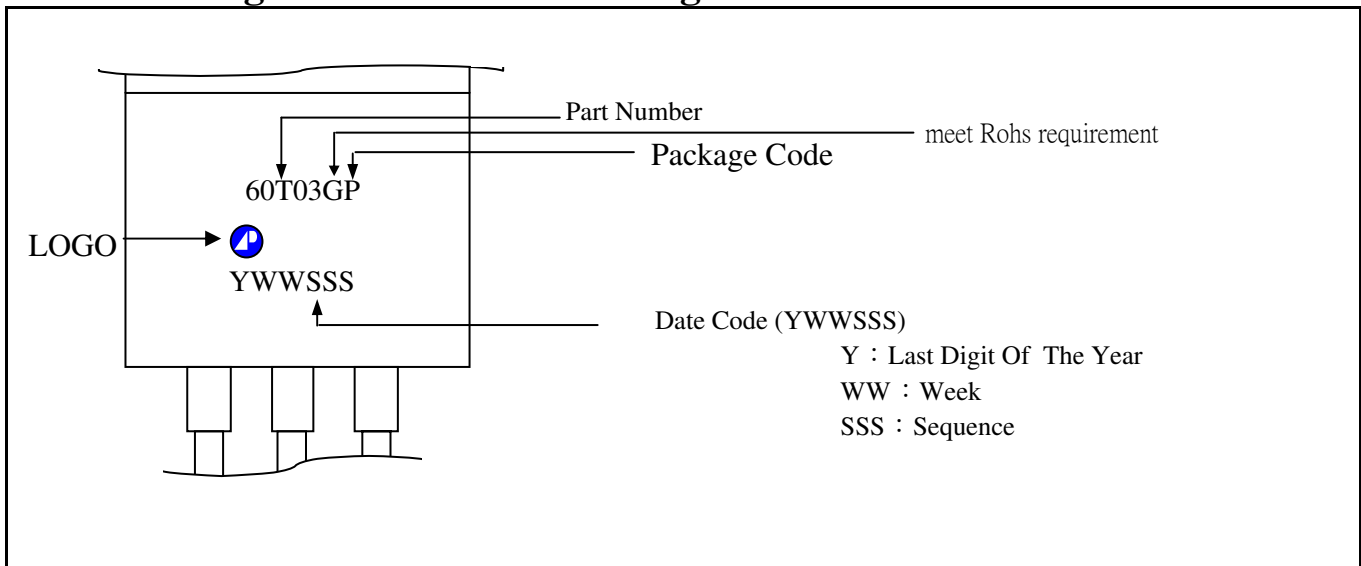 Part Number
meet Rohs requirement
Package Code
60T03GP
LOGO
YWWSSS
Date Code (YWWSSS)
Y：Last Digit Of The Year
WW：Week
SSS：Sequence